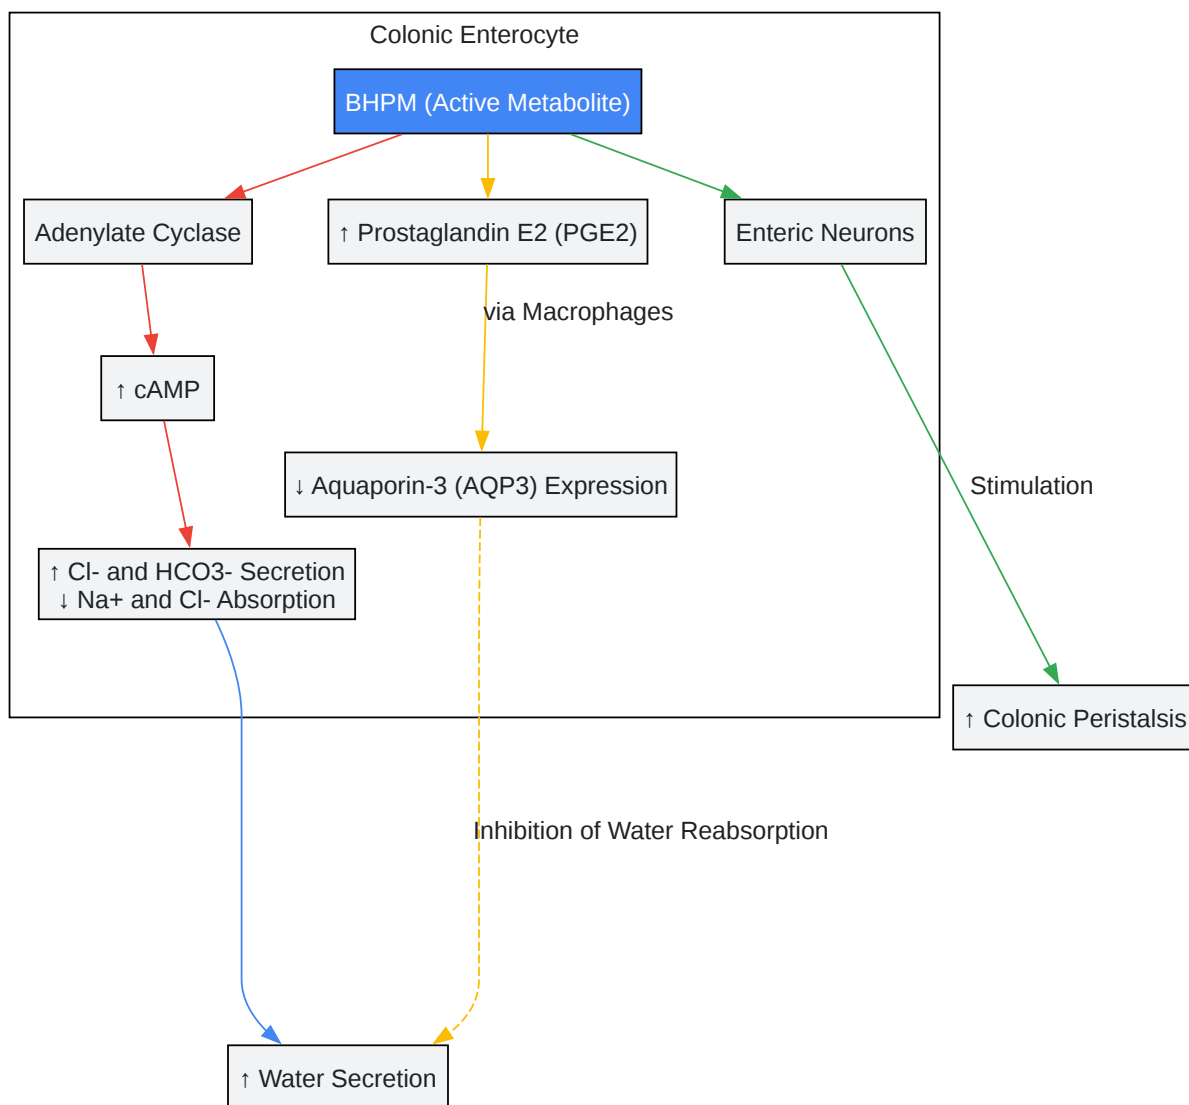 Colonic Enterocyte
BHPM (Active Metabolite)
Adenylate Cyclase
↑ Prostaglandin E2 (PGE2)
Enteric Neurons
via Macrophages
↑ cAMP
↓ Aquaporin-3 (AQP3) Expression
Stimulation
↑ Cl- and HCO3- Secretion
↓ Na+ and Cl- Absorption
↑ Colonic Peristalsis
Inhibition of Water Reabsorption
↑ Water Secretion